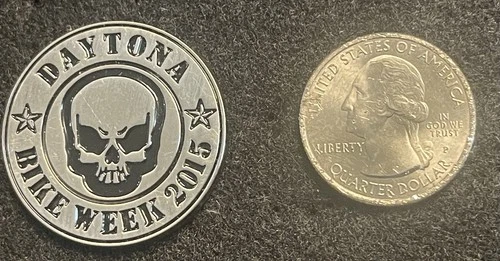 DAYTONA
BIKE WEEK 2015
UNITED STATES OF AMERICA
LIBERTY
IN
GOD WE
TRUST
P
QUARTER DOLLAR